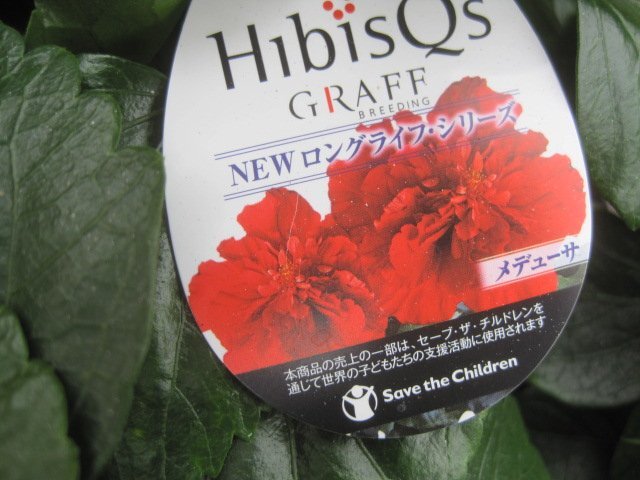 HibisQs
GRAFF
BREEDING
NEWロングライフ・シリーズ
メデューサ
本商品の売上の一部は、セーブ・ザ・チルドレンを
通じて世界の子どもたちの支援活動に使用されます
Save the Children